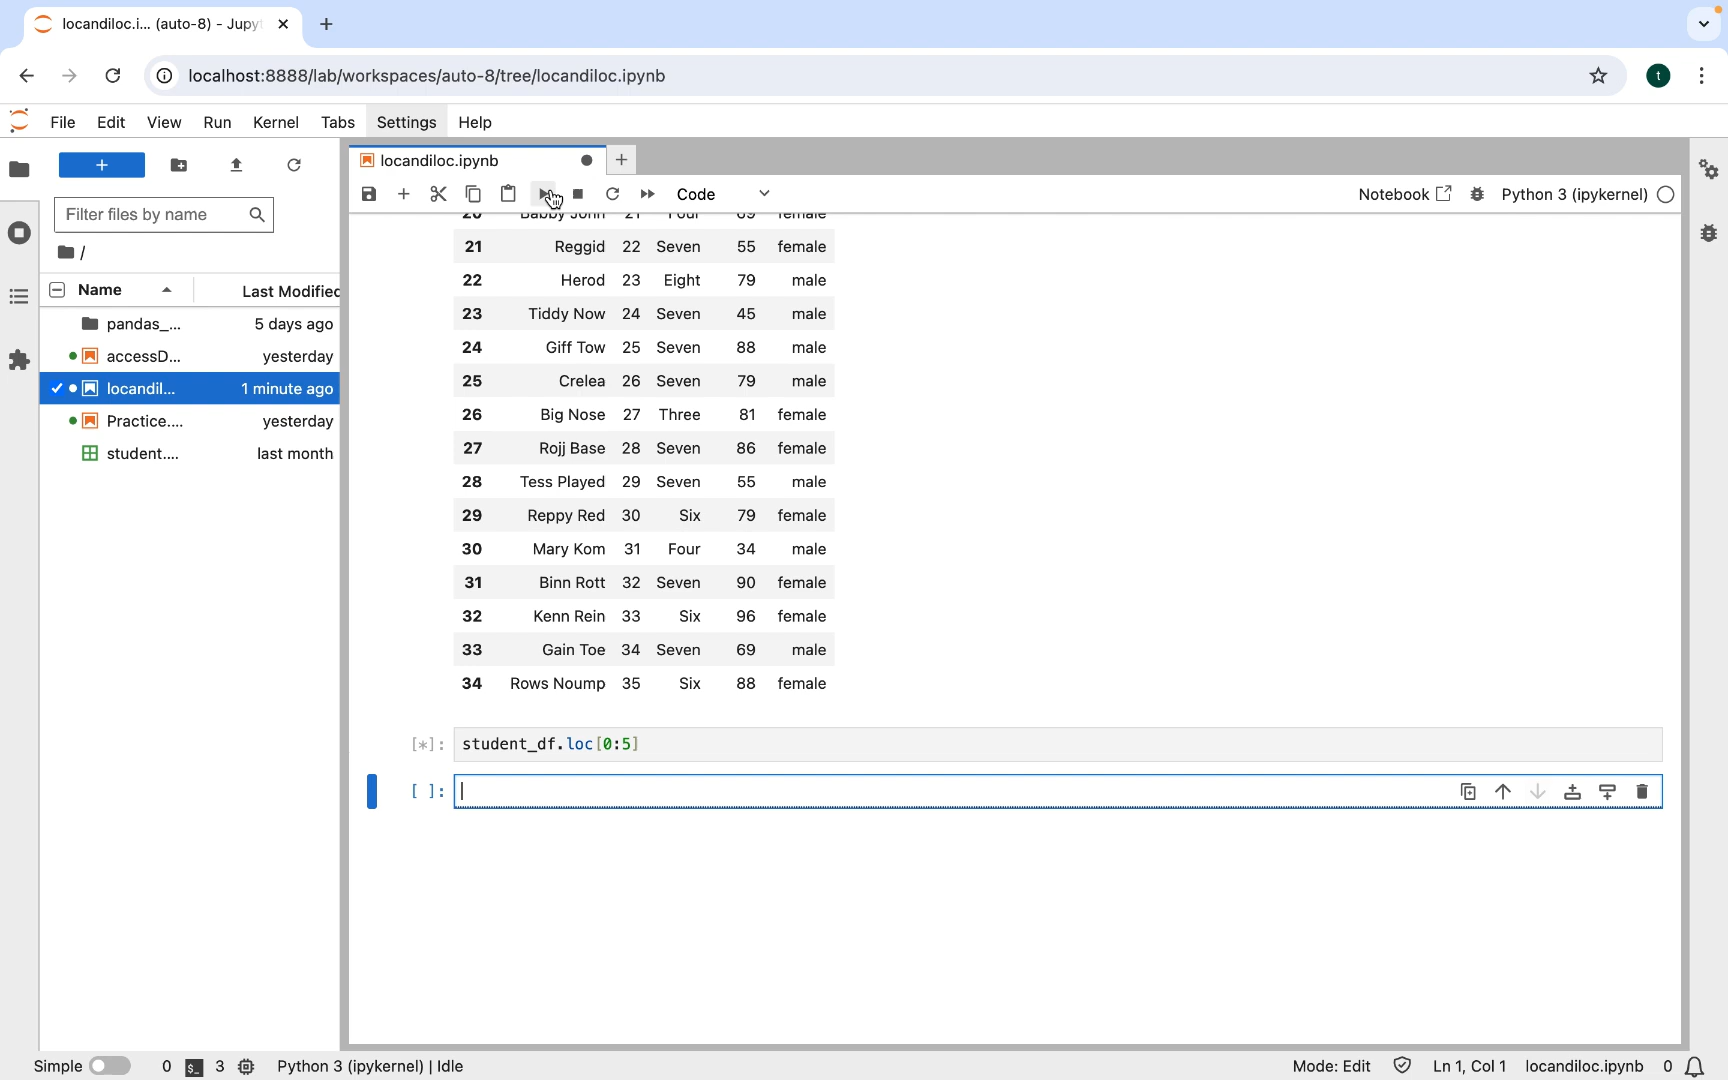 locandiloc.i... (auto-8) - Jupyt
localhost:8888/lab/workspaces/auto-8/tree/locandiloc.ipynb
t
File Edit View Run Kernel Tabs Settings Help
locandiloc.ipynb
Code
Notebook
Python 3 (ipykernel)
Filter files by name
/
Name Last Modified
pandas_... 5 days ago
accessD... yesterday
locandil... 1 minute ago
Practice.... yesterday
student.... last month
20 Babby John 21 Four 69 female
21 Reggid 22 Seven 55 female
22 Herod 23 Eight 79 male
23 Tiddy Now 24 Seven 45 male
24 Giff Tow 25 Seven 88 male
25 Crelea 26 Seven 79 male
26 Big Nose 27 Three 81 female
27 Rojj Base 28 Seven 86 female
28 Tess Played 29 Seven 55 male
29 Reppy Red 30 Six 79 female
30 Mary Kom 31 Four 34 male
31 Binn Rott 32 Seven 90 female
32 Kenn Rein 33 Six 96 female
33 Gain Toe 34 Seven 69 male
34 Rows Noump 35 Six 88 female
[*]: student_df.loc[0:5]
[ ]:
Simple 0 $_ 3 Python 3 (ipykernel) | Idle
Mode: Edit Ln 1, Col 1 locandiloc.ipynb 0